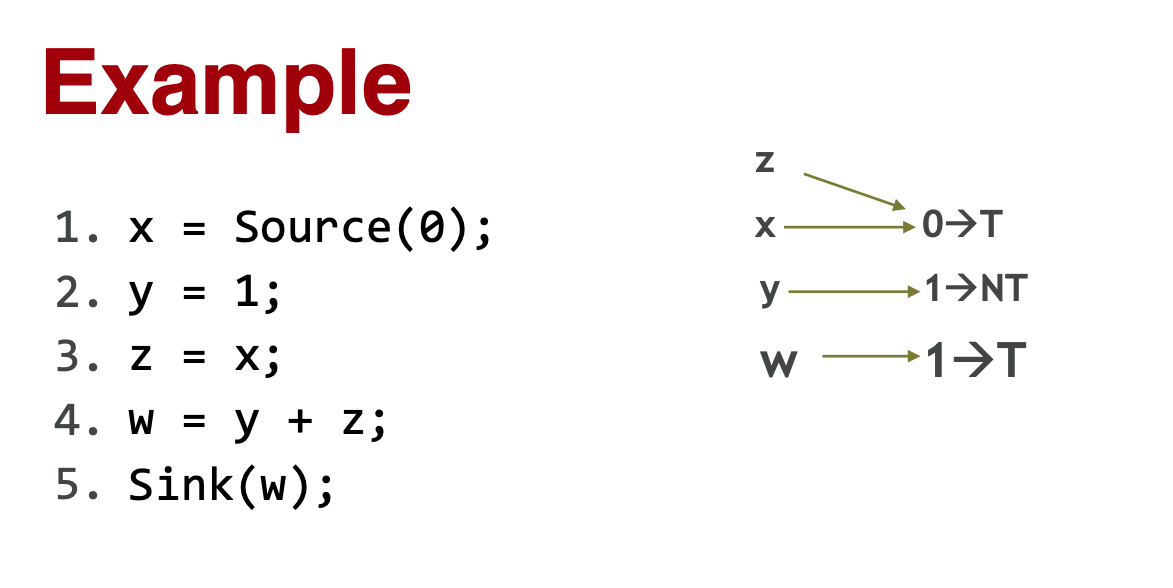 Example
1. x = Source(0);
2. y = 1;
3. z = x;
4. w = y + z;
5. Sink(w);
z
x 0→T
y 1→NT
w 1→T